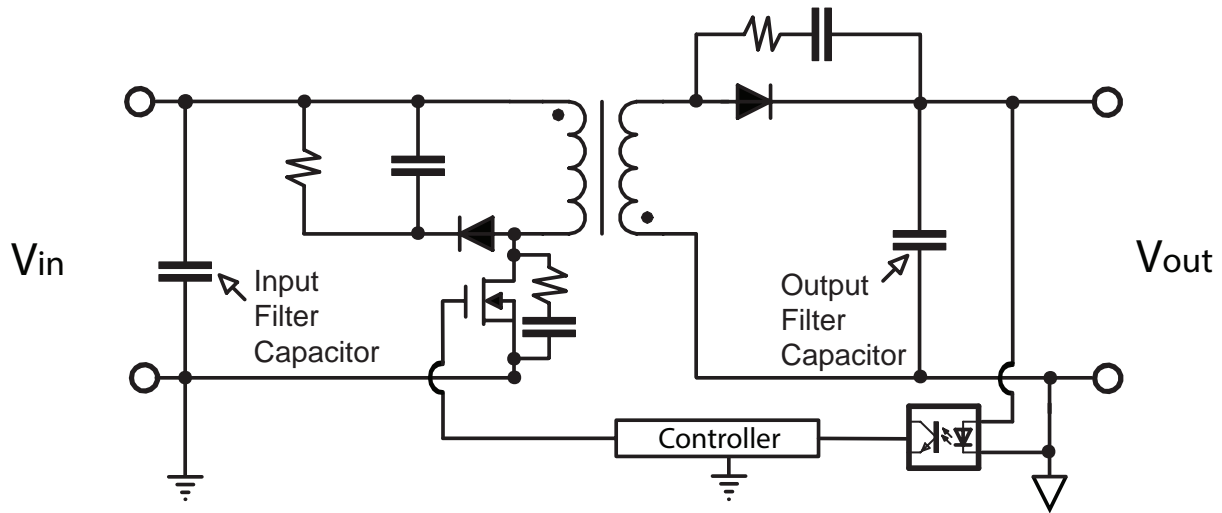 Vin
Input
Filter
Capacitor
Output
Filter
Capacitor
Vout
Controller